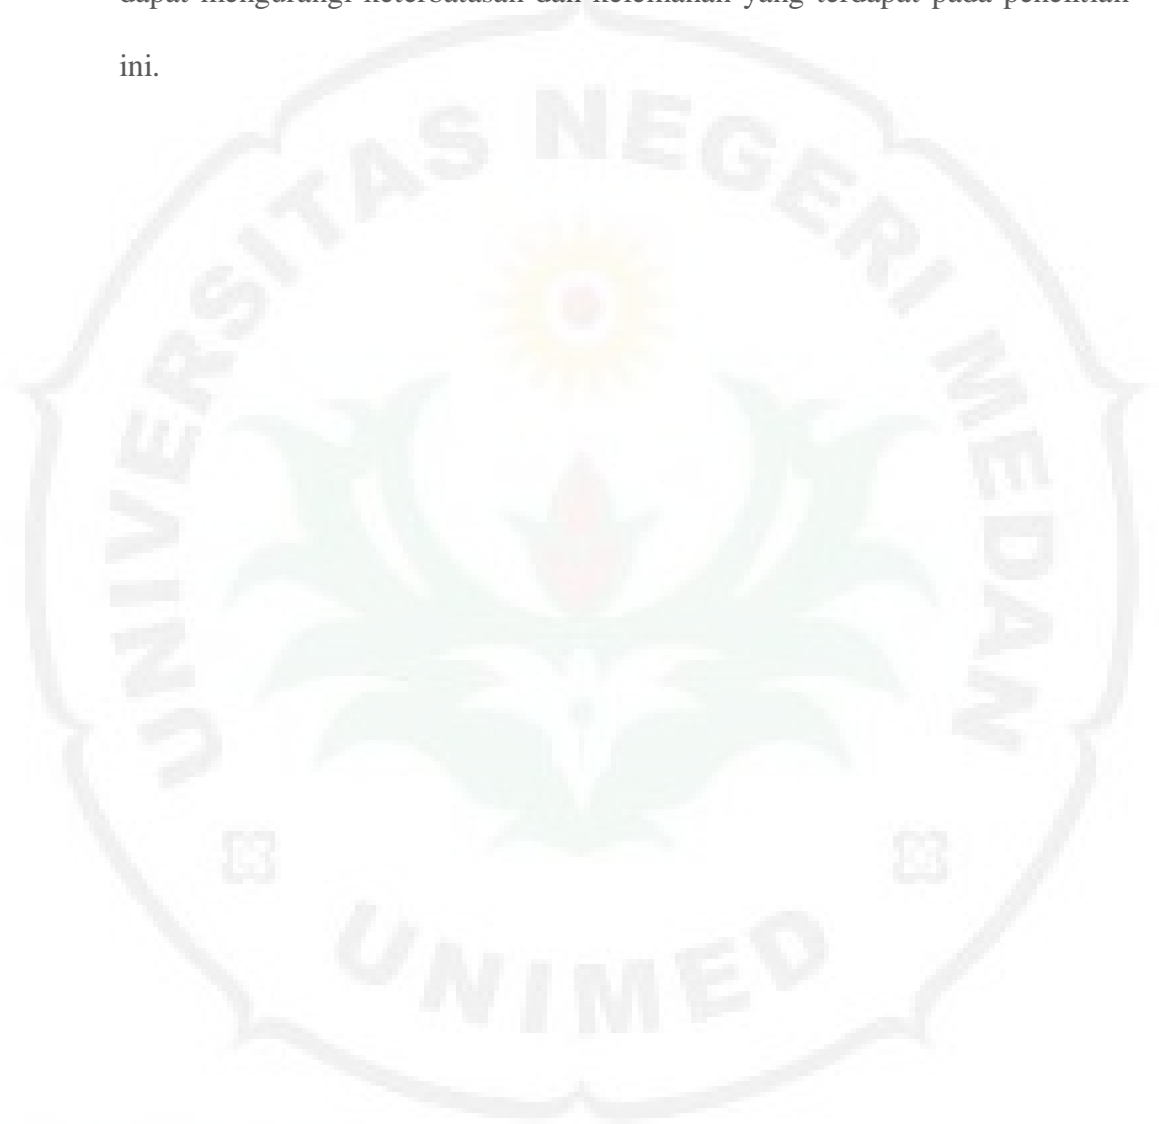 dapat mengurangi keterbatasan dan kelemahan yang terdapat pada penelitian
ini.
UNIVERSITAS NEGERI MEDAN
UNIMED